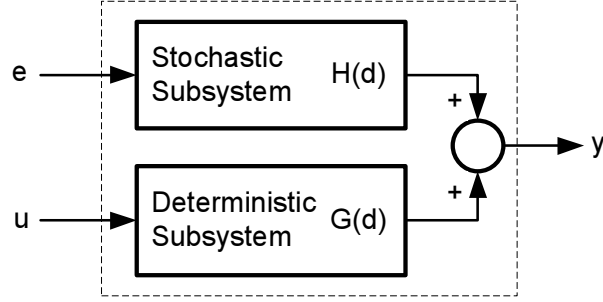 e
Stochastic
Subsystem
H(d)
+
y
+
u
Deterministic
Subsystem
G(d)